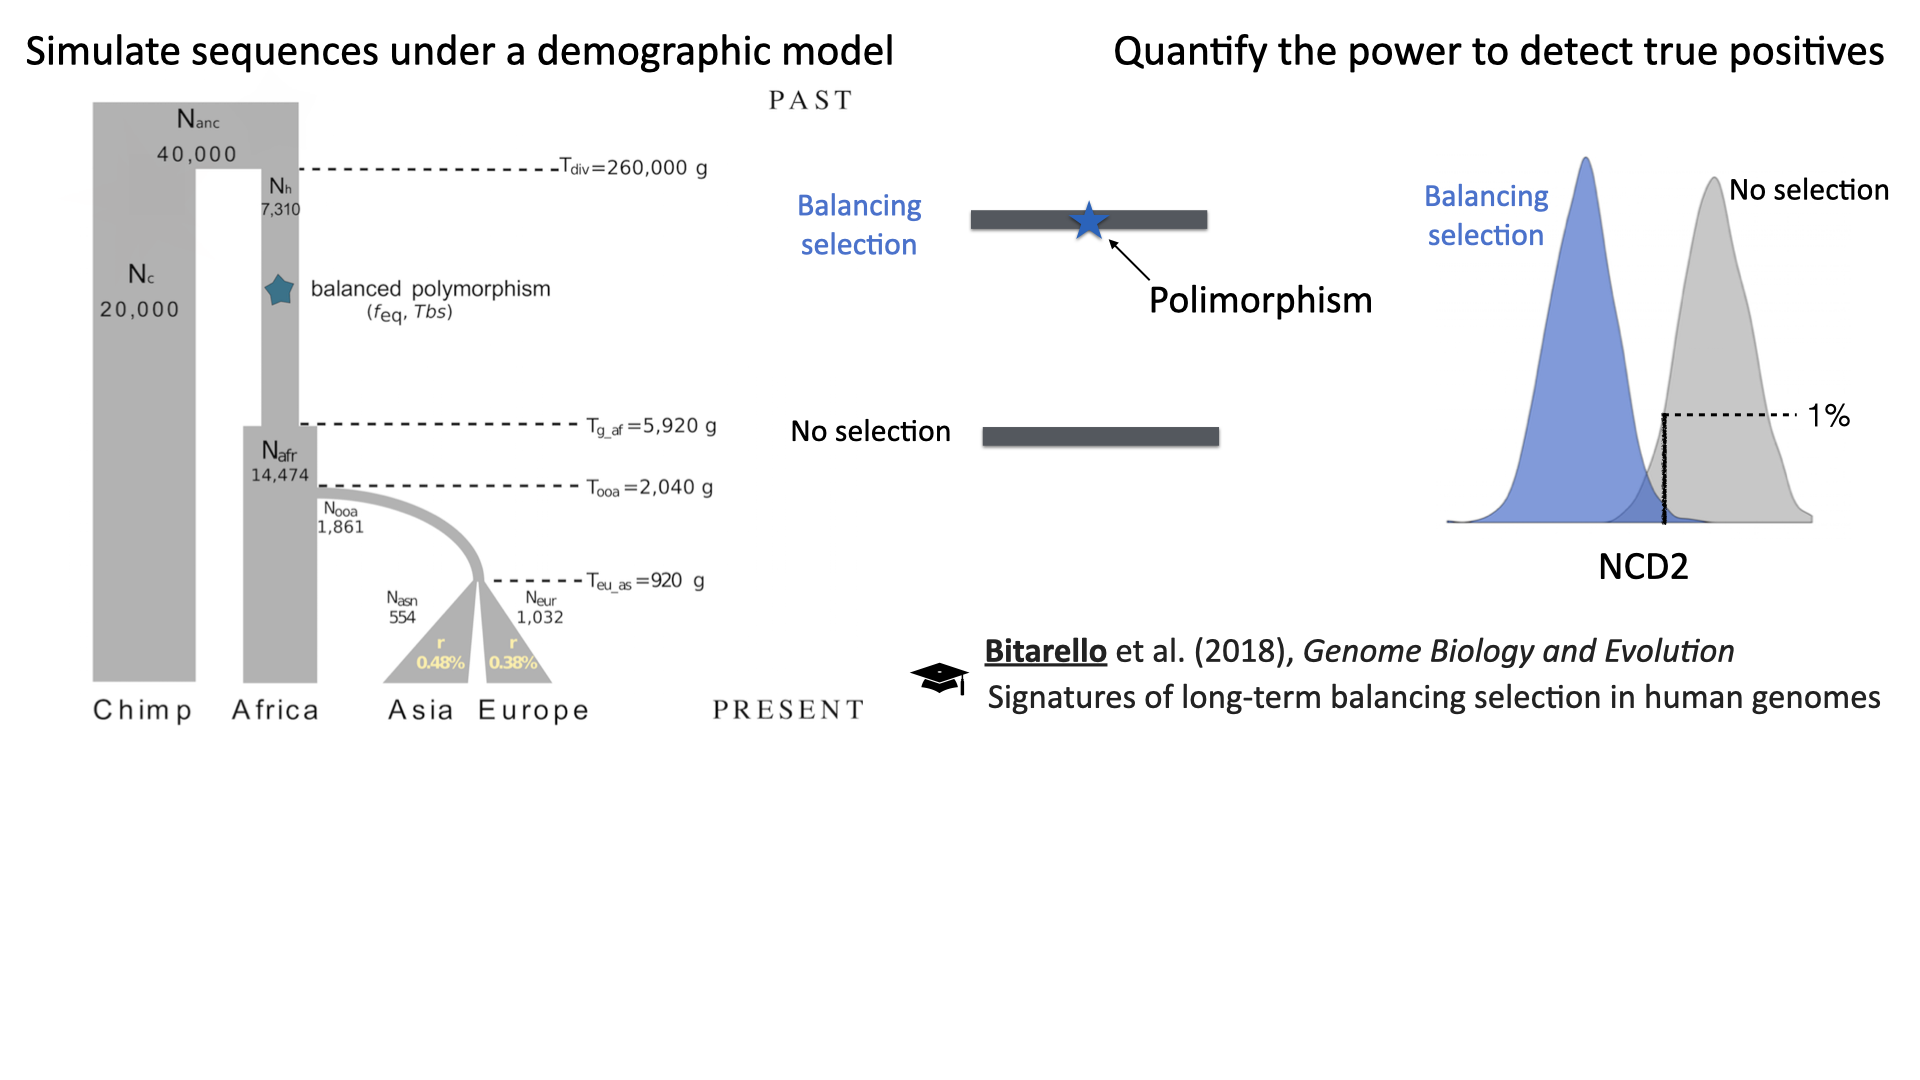 Simulate sequences under a demographic model
PAST
Nanc
40,000
Tdiv=260,000 g
Nh
7,310
Nc
20,000
balanced polymorphism
(feq, Tbs)
Tg_af=5,920 g
Nafr
14,474
Tooa=2,040 g
Nooa
1,861
Teu_as=920 g
Nasn
554
Neur
1,032
r
0.48%
r
0.38%
Chimp
Africa
Asia
Europe
PRESENT
Quantify the power to detect true positives
Balancing
selection
Polimorphism
No selection
Balancing
selection
No selection
1%
NCD2
Bitarello et al. (2018), Genome Biology and Evolution
Signatures of long-term balancing selection in human genomes